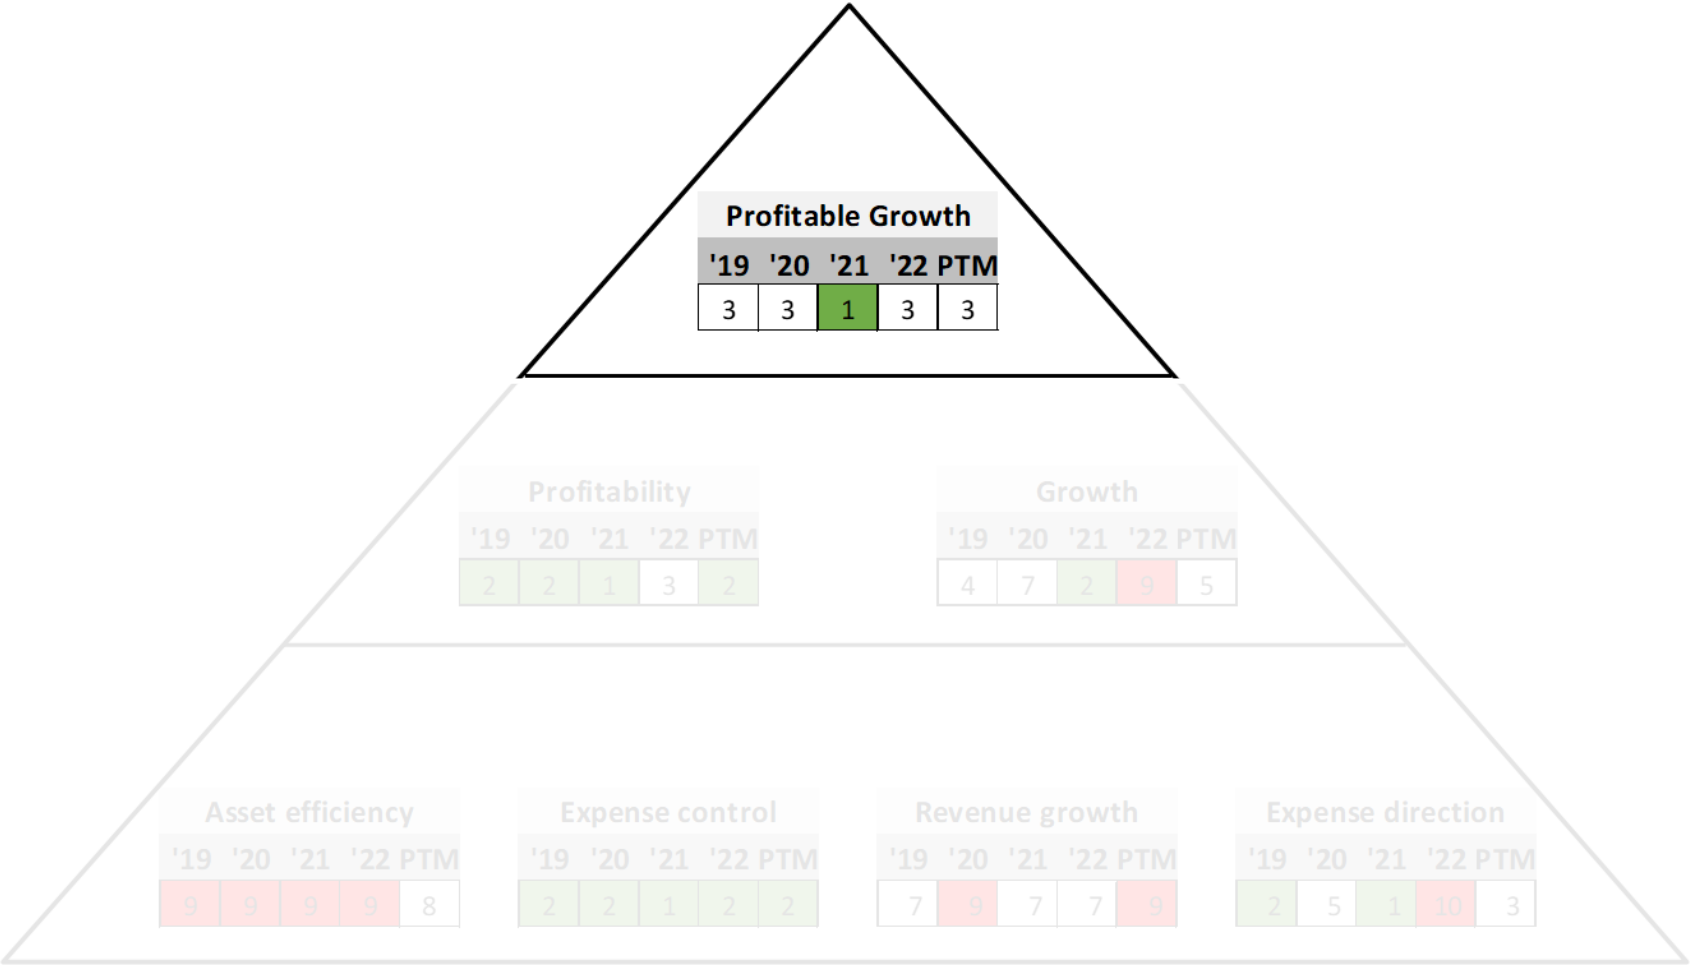 Profitable Growth
'19 '20 '21 '22 PTM
3 3 1 3 3
Profitability
'19 '20 '21 '22 PTM
2 2 1 3 2
Growth
'19 '20 '21 '22 PTM
4 7 2 9 5
Asset efficiency
'19 '20 '21 '22 PTM
9 9 9 9 8
Expense control
'19 '20 '21 '22 PTM
2 2 1 2 2
Revenue growth
'19 '20 '21 '22 PTM
7 9 7 7 9
Expense direction
'19 '20 '21 '22 PTM
2 5 1 10 3